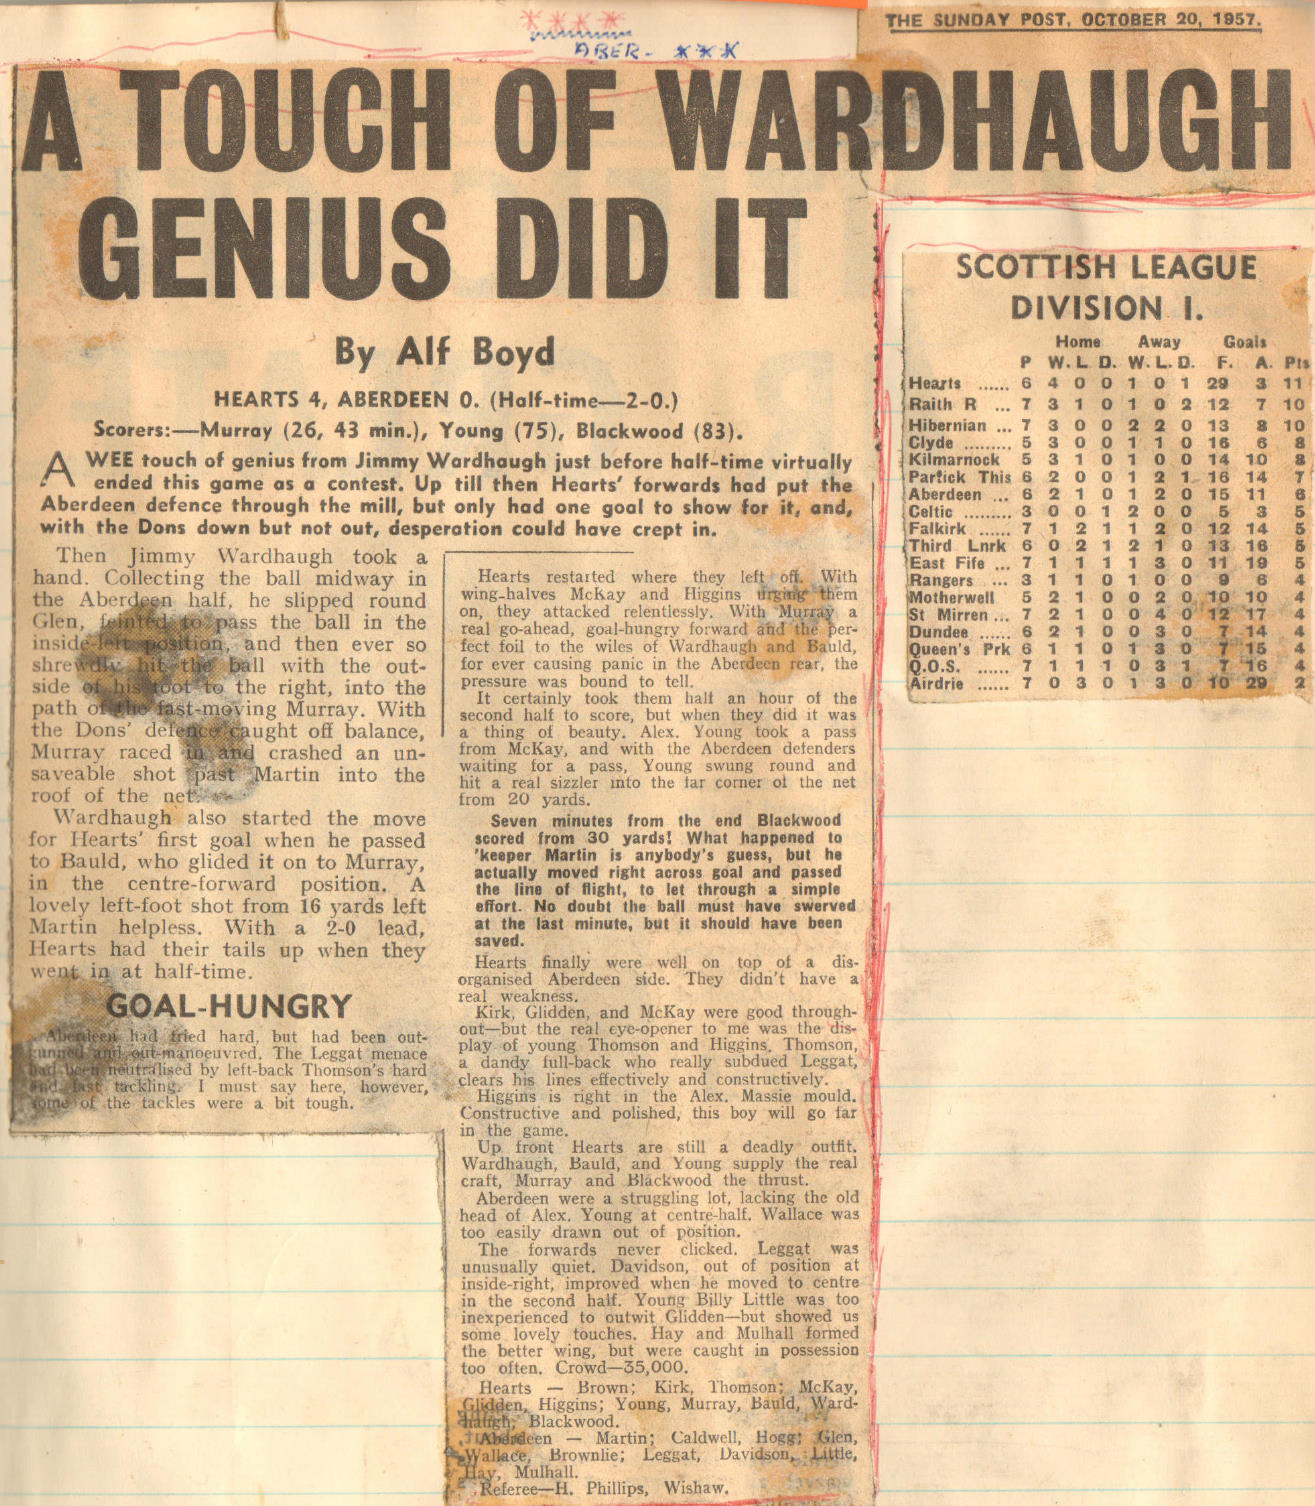 THE SUNDAY POST, OCTOBER 20, 1957.
ABER-
A TOUCH OF WARDHAUGH
GENIUS DID IT
By Alf Boyd
HEARTS 4, ABERDEEN 0. (Half-time—2-0.)
Scorers:—Murray (26, 43 min.), Young (75), Blackwood (83).
A WEE touch of genius from Jimmy Wardhaugh just before half-time virtually
ended this game as a contest. Up till then Hearts' forwards had put the
Aberdeen defence through the mill, but only had one goal to show for it, and,
with the Dons down but not out, desperation could have crept in.
Then Jimmy Wardhaugh took a
hand. Collecting the ball midway in
the Aberdeen half, he slipped round
Glen, feinted to pass the ball in the
inside-left position, and then ever so
shrewdly hit the ball with the out-
side of his foot to the right, into the
path of the fast-moving Murray. With
the Dons' defence caught off balance,
Murray raced in and crashed an un-
saveable shot past Martin into the
roof of the net.
Wardhaugh also started the move
for Hearts' first goal when he passed
to Bauld, who glided it on to Murray,
in the centre-forward position. A
lovely left-foot shot from 16 yards left
Martin helpless. With a 2-0 lead,
Hearts had their tails up when they
went in at half-time.
GOAL-HUNGRY
Aberdeen had tried hard, but had been out-
gunned and out-manoeuvred. The Leggat menace
had been neutralised by left-back Thomson's hard
and fast tackling. I must say here, however,
some of the tackles were a bit tough.
Hearts restarted where they left off. With
wing-halves McKay and Higgins urging them
on, they attacked relentlessly. With Murray a
real go-ahead, goal-hungry forward and the per-
fect foil to the wiles of Wardhaugh and Bauld,
for ever causing panic in the Aberdeen rear, the
pressure was bound to tell.
It certainly took them half an hour of the
second half to score, but when they did it was
a thing of beauty. Alex. Young took a pass
from McKay, and with the Aberdeen defenders
waiting for a pass, Young swung round and
hit a real sizzler into the far corner of the net
from 20 yards.
Seven minutes from the end Blackwood
scored from 30 yards! What happened to
'keeper Martin is anybody's guess, but he
actually moved right across goal and passed
the line of flight, to let through a simple
effort. No doubt the ball must have swerved
at the last minute, but it should have been
saved.
Hearts finally were well on top of a dis-
organised Aberdeen side. They didn't have a
real weakness.
Kirk, Glidden, and McKay were good through-
out—but the real eye-opener to me was the dis-
play of young Thomson and Higgins. Thomson,
a dandy full-back who really subdued Leggat,
clears his lines effectively and constructively.
Higgins is right in the Alex. Massie mould.
Constructive and polished, this boy will go far
in the game.
Up front Hearts are still a deadly outfit.
Wardhaugh, Bauld, and Young supply the real
craft, Murray and Blackwood the thrust.
Aberdeen were a struggling lot, lacking the old
head of Alex. Young at centre-half. Wallace was
too easily drawn out of position.
The forwards never clicked. Leggat was
unusually quiet. Davidson, out of position at
inside-right, improved when he moved to centre
in the second half. Young Billy Little was too
inexperienced to outwit Glidden—but showed us
some lovely touches. Hay and Mulhall formed
the better wing, but were caught in possession
too often. Crowd—35,000.
Hearts — Brown; Kirk, Thomson; McKay,
Glidden, Higgins; Young, Murray, Bauld, Ward-
haugh, Blackwood.
Aberdeen — Martin; Caldwell, Hogg; Glen,
Wallace, Brownlie; Leggat, Davidson, Little,
Hay, Mulhall.
Referee—H. Phillips, Wishaw.
SCOTTISH LEAGUE
DIVISION I.
Home Away Goals
P W. L D. W. L. D. F. A. Pts
Hearts ...... 6 4 0 0 1 0 1 29 3 11
Raith R ... 7 3 1 0 1 0 2 12 7 10
Hibernian ... 7 3 0 0 2 2 0 13 8 10
Clyde ......... 5 3 0 0 1 1 0 16 6 8
Kilmarnock 5 3 1 0 1 0 0 14 10 8
Partick This 6 2 0 0 1 2 1 16 14 7
Aberdeen ... 6 2 1 0 1 2 0 15 11 6
Celtic ......... 3 0 0 1 2 0 0 5 3 5
Falkirk ...... 7 1 2 1 1 2 0 12 14 5
Third Lnrk 6 0 2 1 2 1 0 13 16 5
East Fife ... 7 1 1 1 1 3 0 11 19 5
Rangers ... 3 1 1 0 1 0 0 9 6 4
Motherwell 5 2 1 0 0 2 0 10 10 4
St Mirren ... 7 2 1 0 0 4 0 12 17 4
Dundee ...... 6 2 1 0 0 3 0 7 14 4
Queen's Prk 6 1 1 0 1 3 0 7 15 4
Q.O.S. ...... 7 1 1 1 0 3 1 7 16 4
Airdrie ...... 7 0 3 0 1 3 0 10 29 2